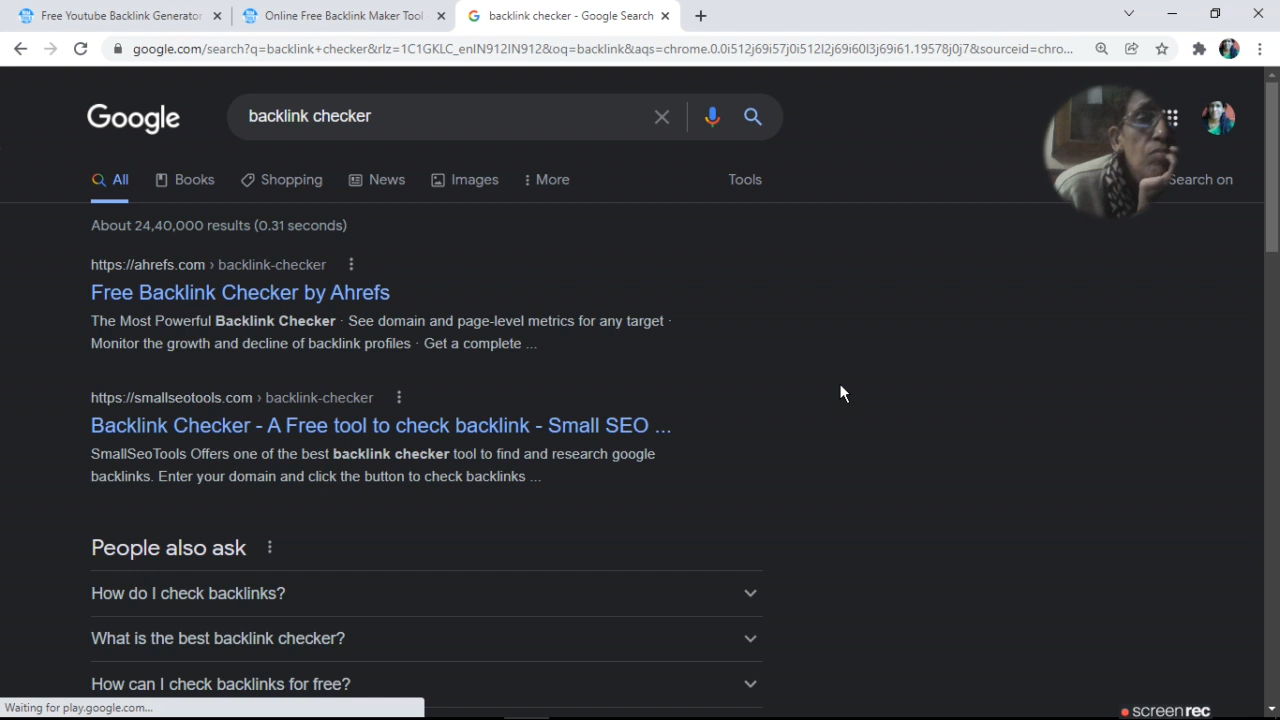 Free Youtube Backlink Generator
Online Free Backlink Maker Tool
backlink checker - Google Search
google.com/search?q=backlink+checker&rlz=1C1GKLC_enIN912IN912&oq=backlink&aqs=chrome.0.0i512j69i57j0i512l2j69i60l3j69i61.19578j0j7&sourceid=chro...
Google
backlink checker
All
Books
Shopping
News
Images
More
Tools
Search on
About 24,40,000 results (0.31 seconds)
https://ahrefs.com › backlink-checker
Free Backlink Checker by Ahrefs
The Most Powerful Backlink Checker · See domain and page-level metrics for any target ·
Monitor the growth and decline of backlink profiles · Get a complete ...
https://smallseotools.com › backlink-checker
Backlink Checker - A Free tool to check backlink - Small SEO ...
SmallSeoTools Offers one of the best backlink checker tool to find and research google
backlinks. Enter your domain and click the button to check backlinks ...
People also ask
How do I check backlinks?
What is the best backlink checker?
How can I check backlinks for free?
Waiting for play.google.com...
screenrec